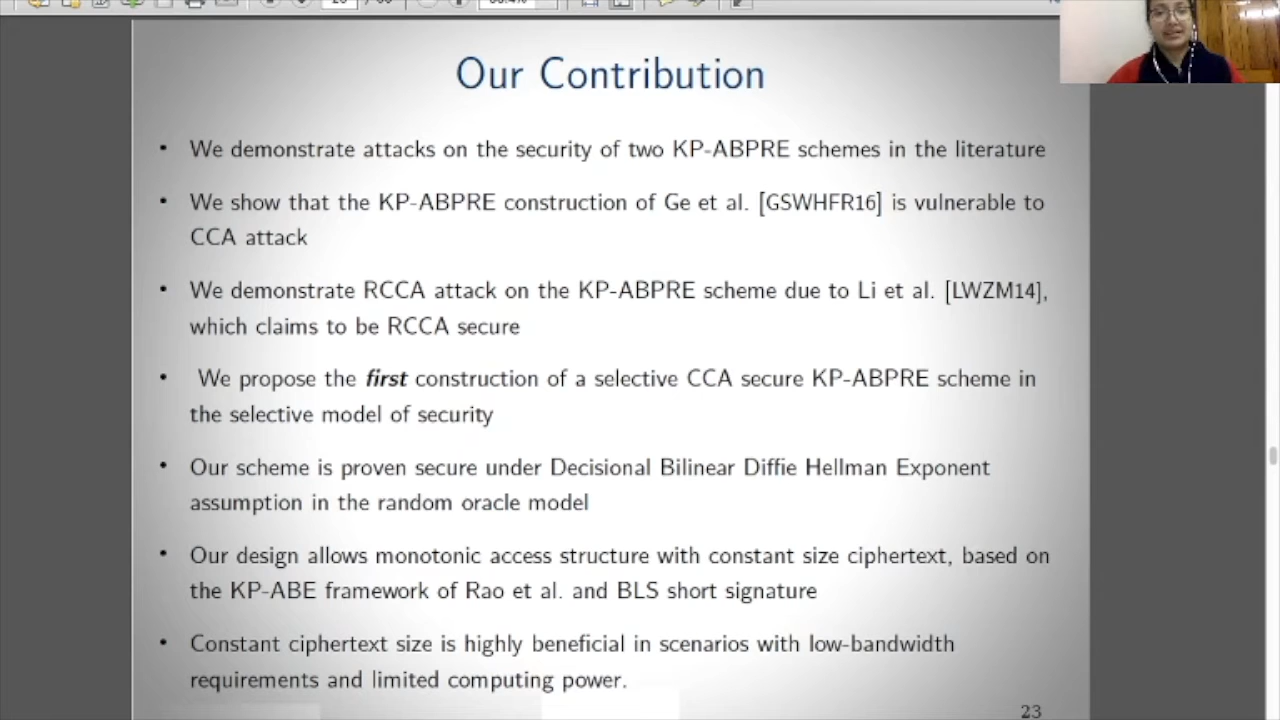 Our Contribution
• We demonstrate attacks on the security of two KP-ABPRE schemes in the literature
• We show that the KP-ABPRE construction of Ge et al. [GSWHFR16] is vulnerable to
CCA attack
• We demonstrate RCCA attack on the KP-ABPRE scheme due to Li et al. [LWZM14],
which claims to be RCCA secure
• We propose the first construction of a selective CCA secure KP-ABPRE scheme in
the selective model of security
• Our scheme is proven secure under Decisional Bilinear Diffie Hellman Exponent
assumption in the random oracle model
• Our design allows monotonic access structure with constant size ciphertext, based on
the KP-ABE framework of Rao et al. and BLS short signature
• Constant ciphertext size is highly beneficial in scenarios with low-bandwidth
requirements and limited computing power.
23